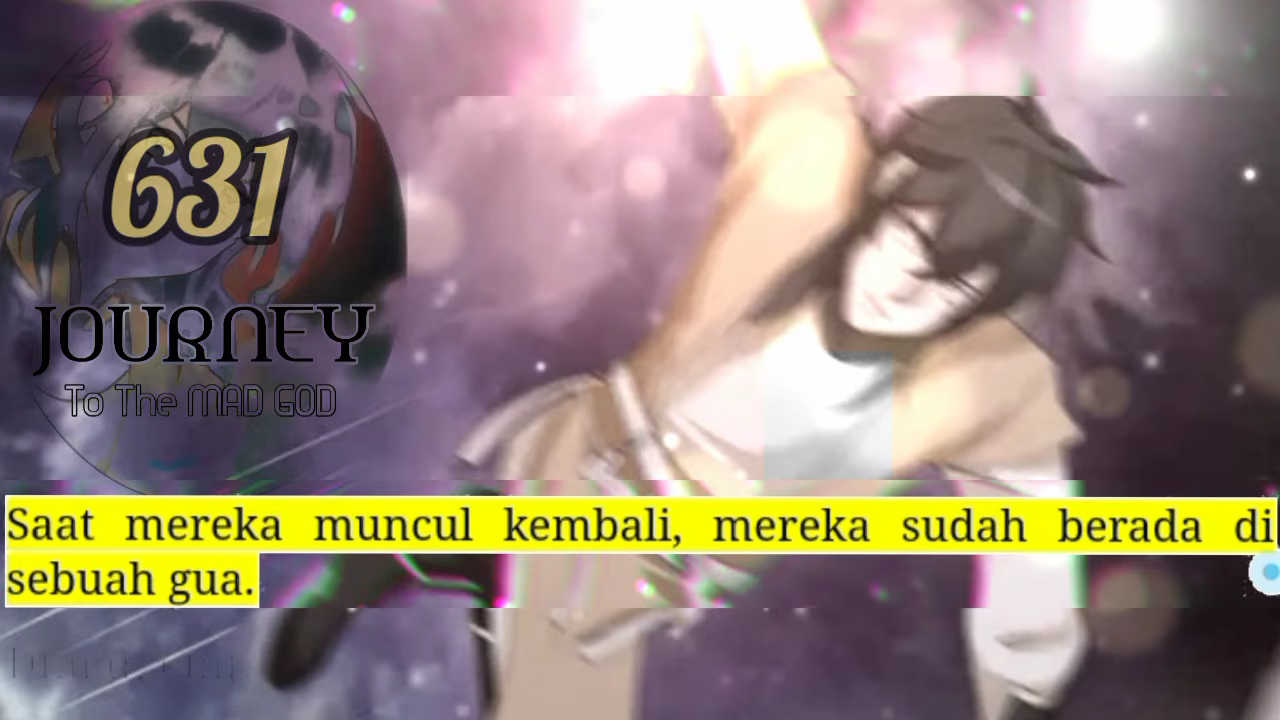 631
JOURNEY
To The MAD GOD
Saat mereka muncul kembali, mereka sudah berada di
sebuah gua.